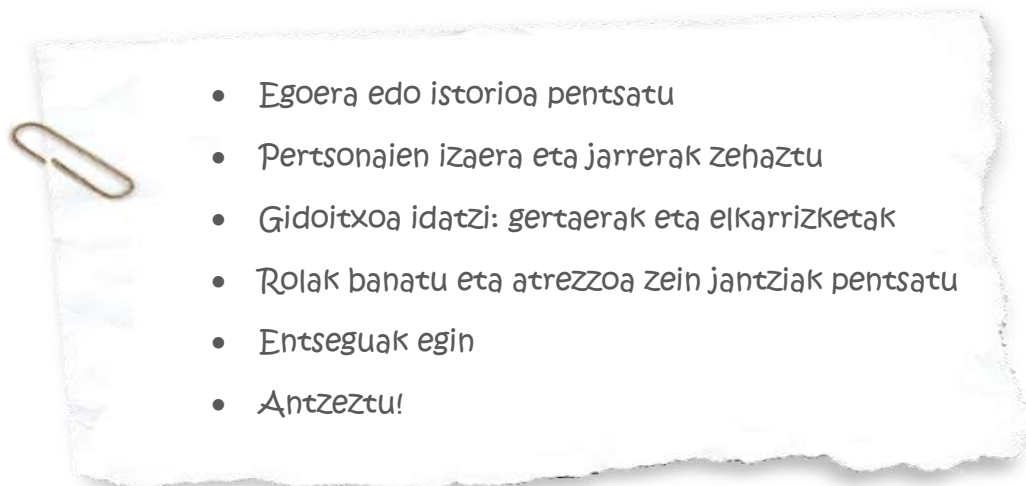 • Egoera edo istorioa pentsatu
• Pertsonaien izaera eta jarrerak zehaztu
• Gidoitxoa idatzi: gertaerak eta elkarrizketak
• Rolak banatu eta atrezzoa zein jantziak pentsatu
• Entseguak egin
• Antzeztu!